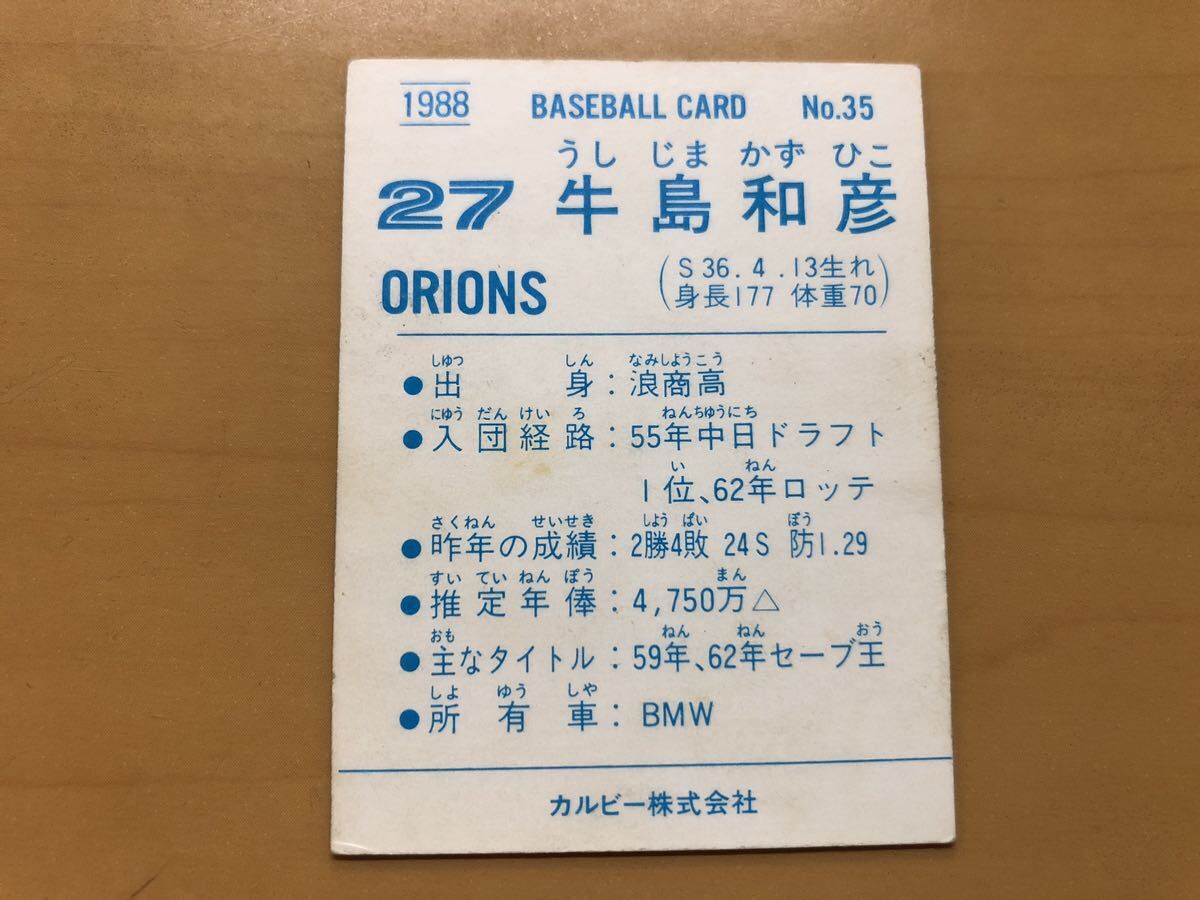 1988 BASEBALL CARD No.35
うし じま かず ひこ
27 牛島和彦
ORIONS
(S36.4.13生れ
身長177 体重70)
しゆつ しん なみしようこう
●出身：浪商高
にゆう だん けい ろ ねんちゆうにち
●入団経路：55年中日ドラフト
い ねん
1位、62年ロッテ
さくねん せいせき しよう ぱい ぼう
●昨年の成績：2勝4敗 24S 防1.29
すい てい ねん ぽう まん
●推定年俸：4,750万△
おも ねん ねん おう
●主なタイトル：59年、62年セーブ王
しよ ゆう しや
●所有車：BMW
カルビー株式会社